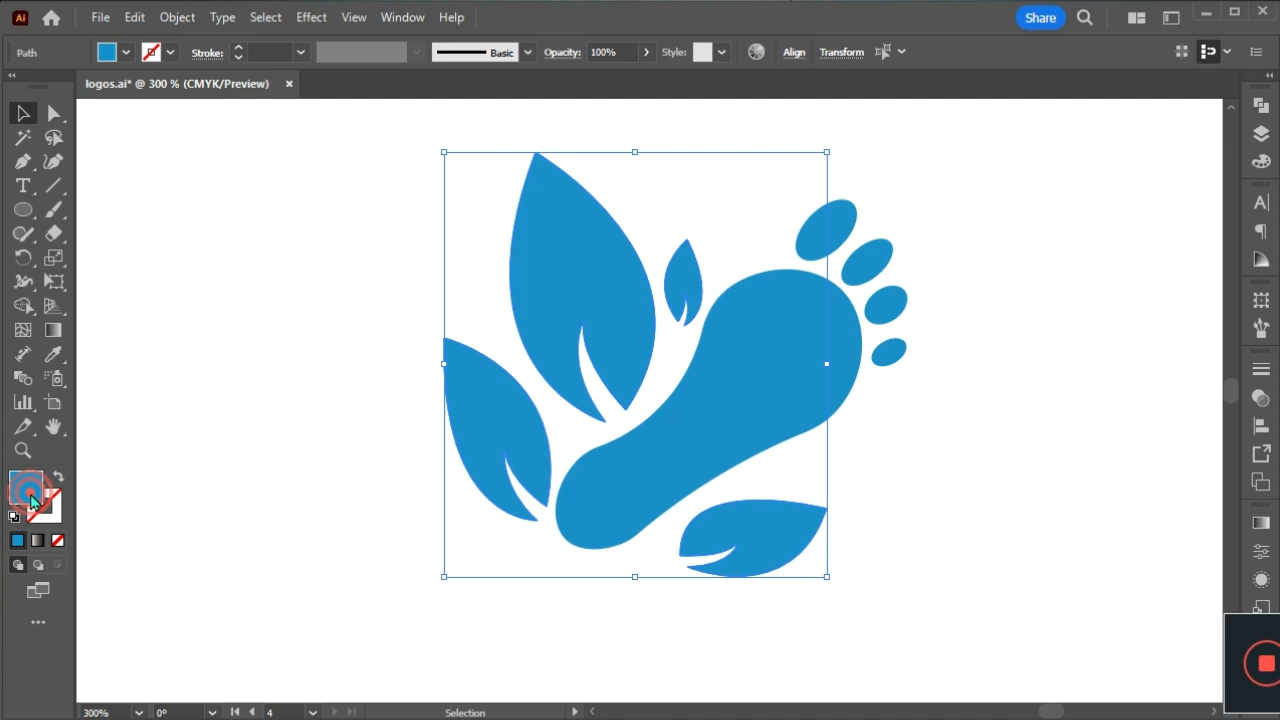 Ai File Edit Object Type Select Effect View Window Help Share
Path Stroke: Basic Opacity: 100% Style: Align Transform
logos.ai* @ 300 % (CMYK/Preview)
300% 0° 4 Selection